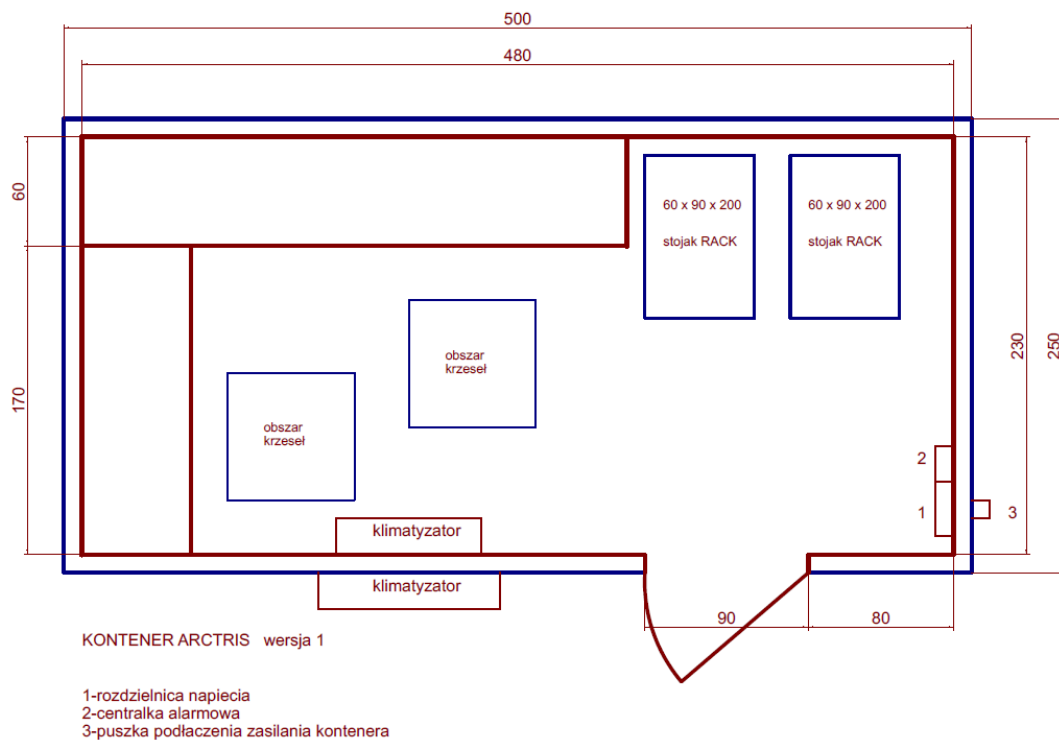 500
480
60
60 x 90 x 200
stojak RACK
60 x 90 x 200
stojak RACK
230
250
170
obszar
krzeseł
obszar
krzeseł
2
1
3
klimatyzator
klimatyzator
90
80
KONTENER ARCTRIS wersja 1
1-rozdzielnica napiecia
2-centralka alarmowa
3-puszka podłaczenia zasilania kontenera